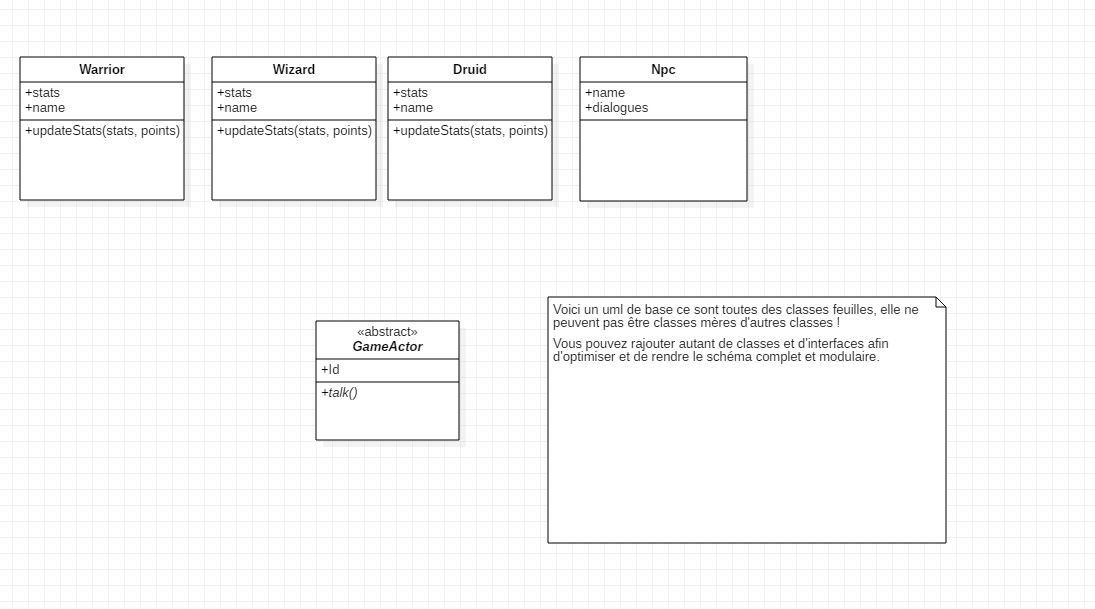 Warrior
+stats
+name
+updateStats(stats, points)
Wizard
+stats
+name
+updateStats(stats, points)
Druid
+stats
+name
+updateStats(stats, points)
Npc
+name
+dialogues
«abstract»
GameActor
+Id
+talk()
Voici un uml de base ce sont toutes des classes feuilles, elle ne
peuvent pas être classes mères d'autres classes !
Vous pouvez rajouter autant de classes et d'interfaces afin
d'optimiser et de rendre le schéma complet et modulaire.